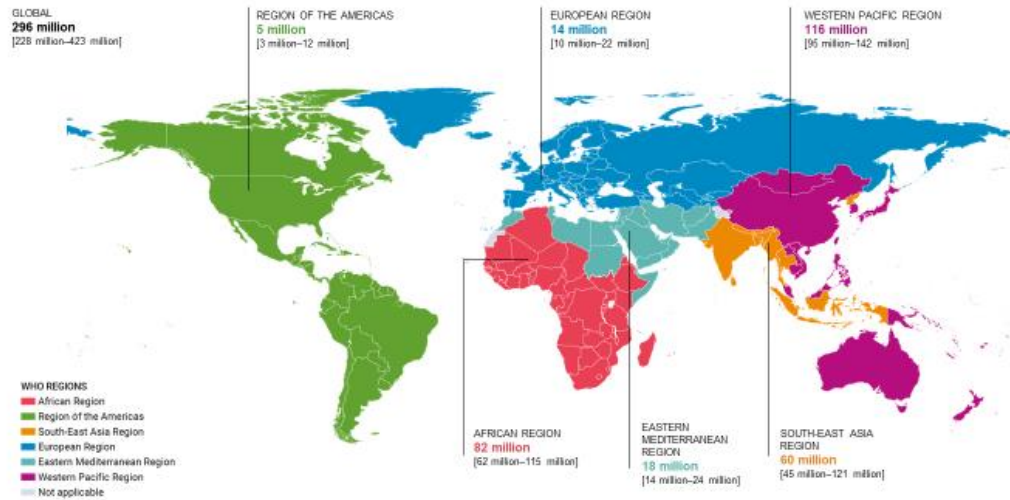 GLOBAL
296 million
[228 million–423 million]
REGION OF THE AMERICAS
5 million
[3 million–12 million]
EUROPEAN REGION
14 million
[10 million–22 million]
WESTERN PACIFIC REGION
116 million
[95 million–142 million]
WHO REGIONS
African Region
Region of the Americas
South-East Asia Region
European Region
Eastern Mediterranean Region
Western Pacific Region
Not applicable
AFRICAN REGION
82 million
[62 million–115 million]
EASTERN
MEDITERRANEAN
REGION
18 million
[14 million–24 million]
SOUTH-EAST ASIA
REGION
60 million
[45 million–121 million]